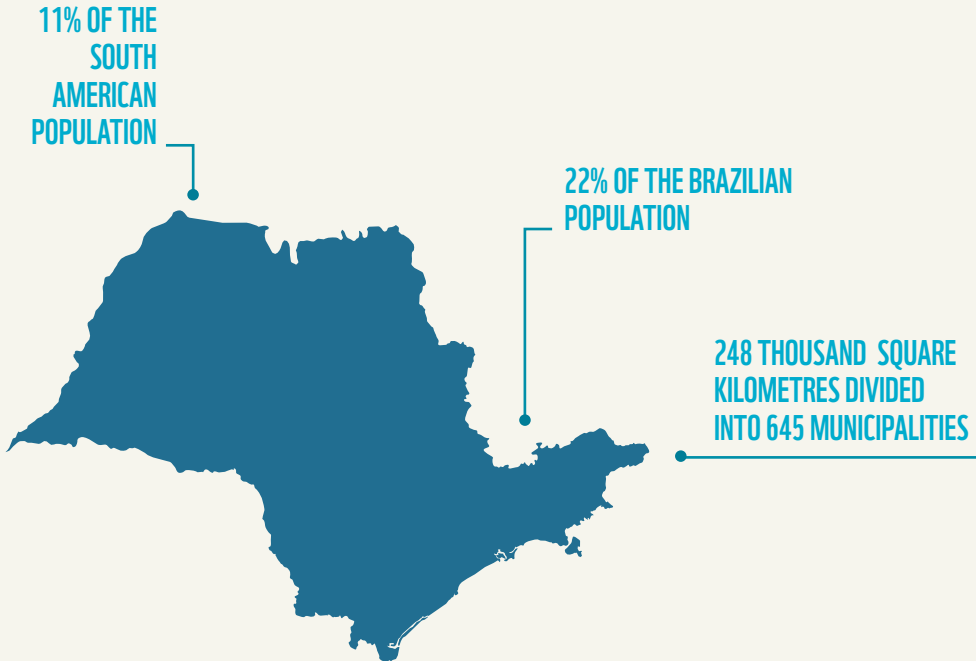 11% OF THE
SOUTH
AMERICAN
POPULATION
22% OF THE BRAZILIAN
POPULATION
248 THOUSAND SQUARE
KILOMETRES DIVIDED
INTO 645 MUNICIPALITIES